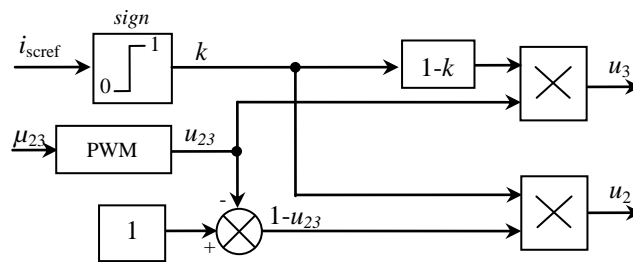 sign
i_scref
1
0
k
1-k
u_3
μ_23
PWM
u_23
-
1
+
1-u_23
u_2